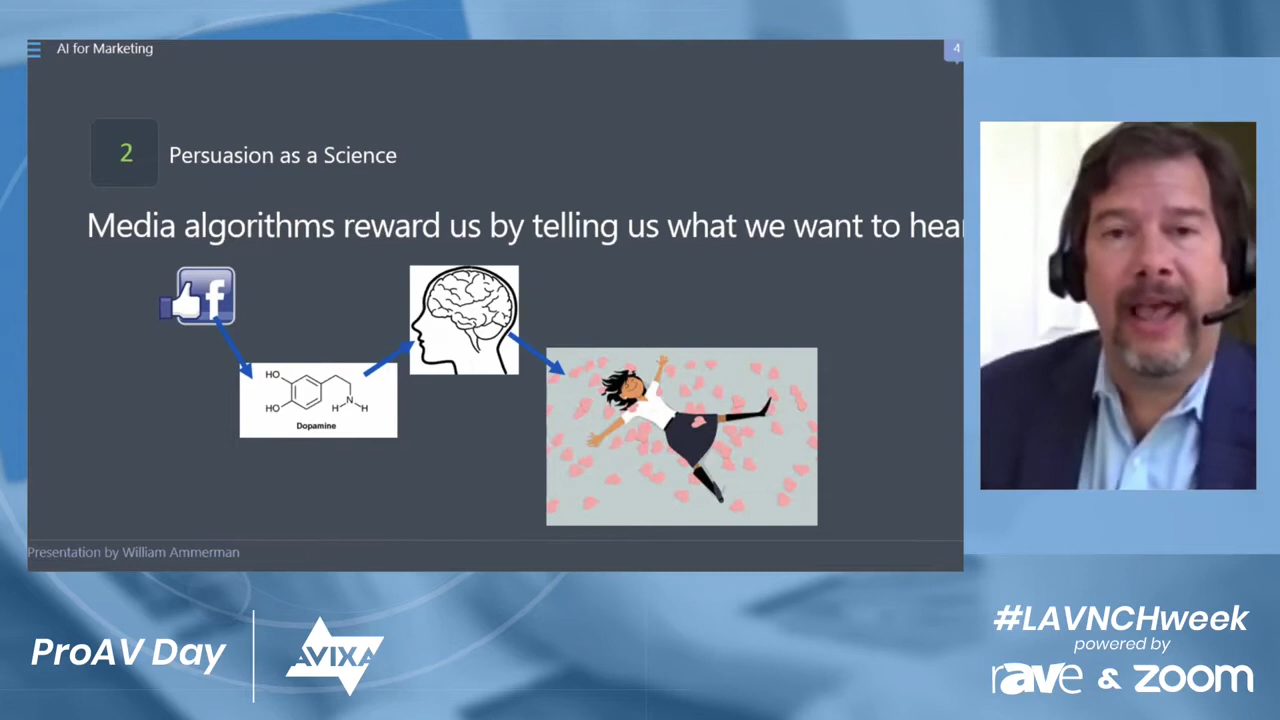 AI for Marketing
4
2
Persuasion as a Science
Media algorithms reward us by telling us what we want to hear
f
HO
HO
N
H H
Dopamine
Presentation by William Ammerman
ProAV Day
AVIXA
#LAVNCHweek
powered by
rave & zoom